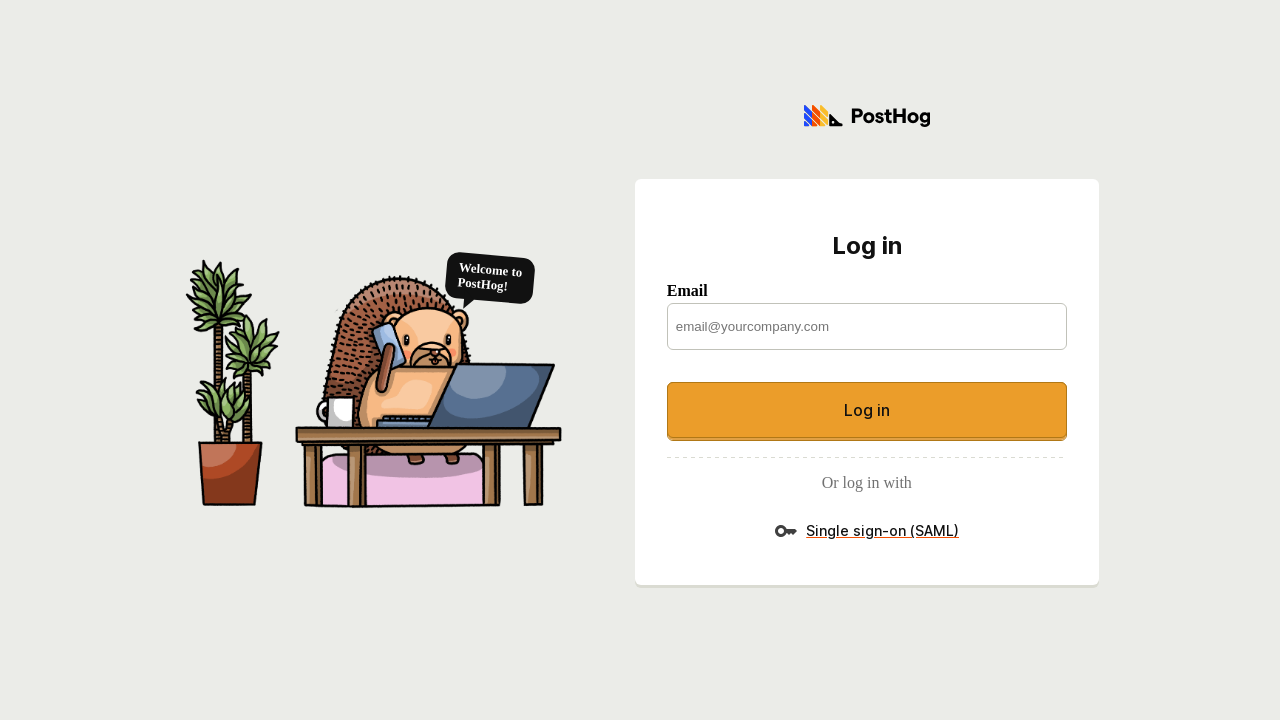 PostHog
Welcome to
PostHog!
Log in
Email
email@yourcompany.com
Log in
Or log in with
Single sign-on (SAML)